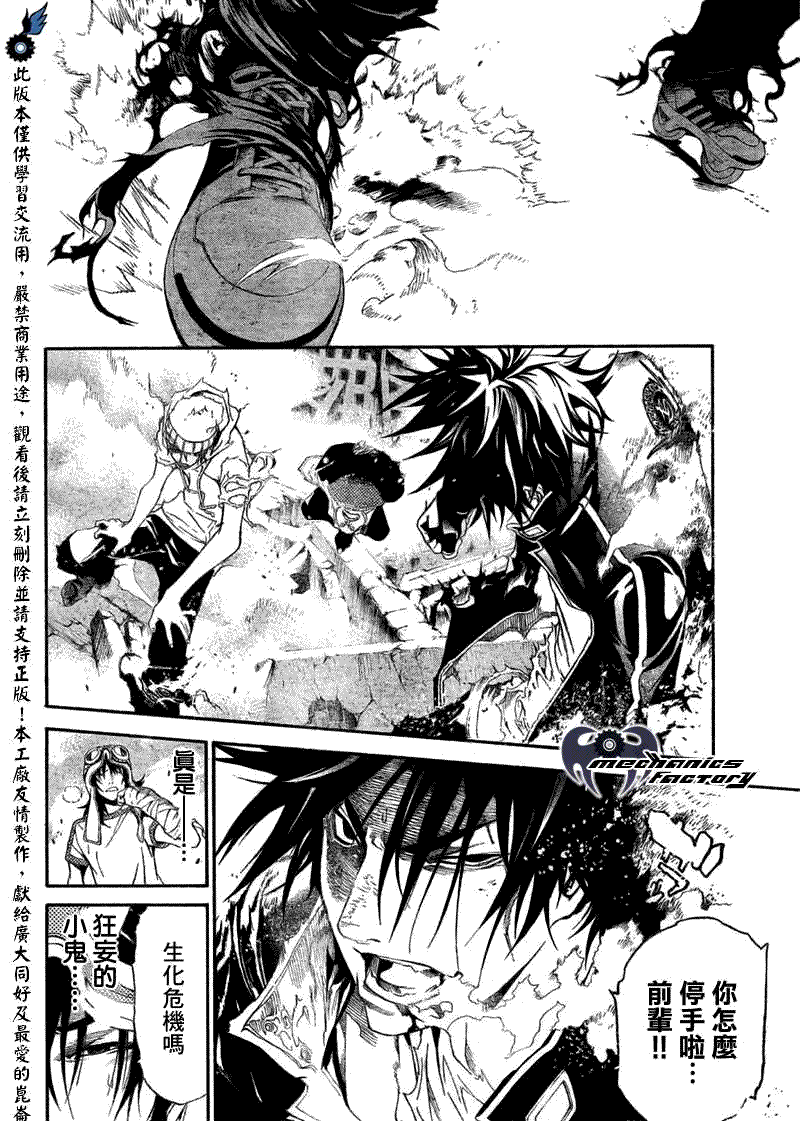 此版本僅供學習交流用，嚴禁商業用途，觀看後請立刻刪除並請支持正版！本工廠友情製作，獻給廣大同好及最愛的崑崙
mechanics
Factory
你怎麼
停手啦…
前輩!!
眞是……
生化危機嗎
狂妄的
小鬼……